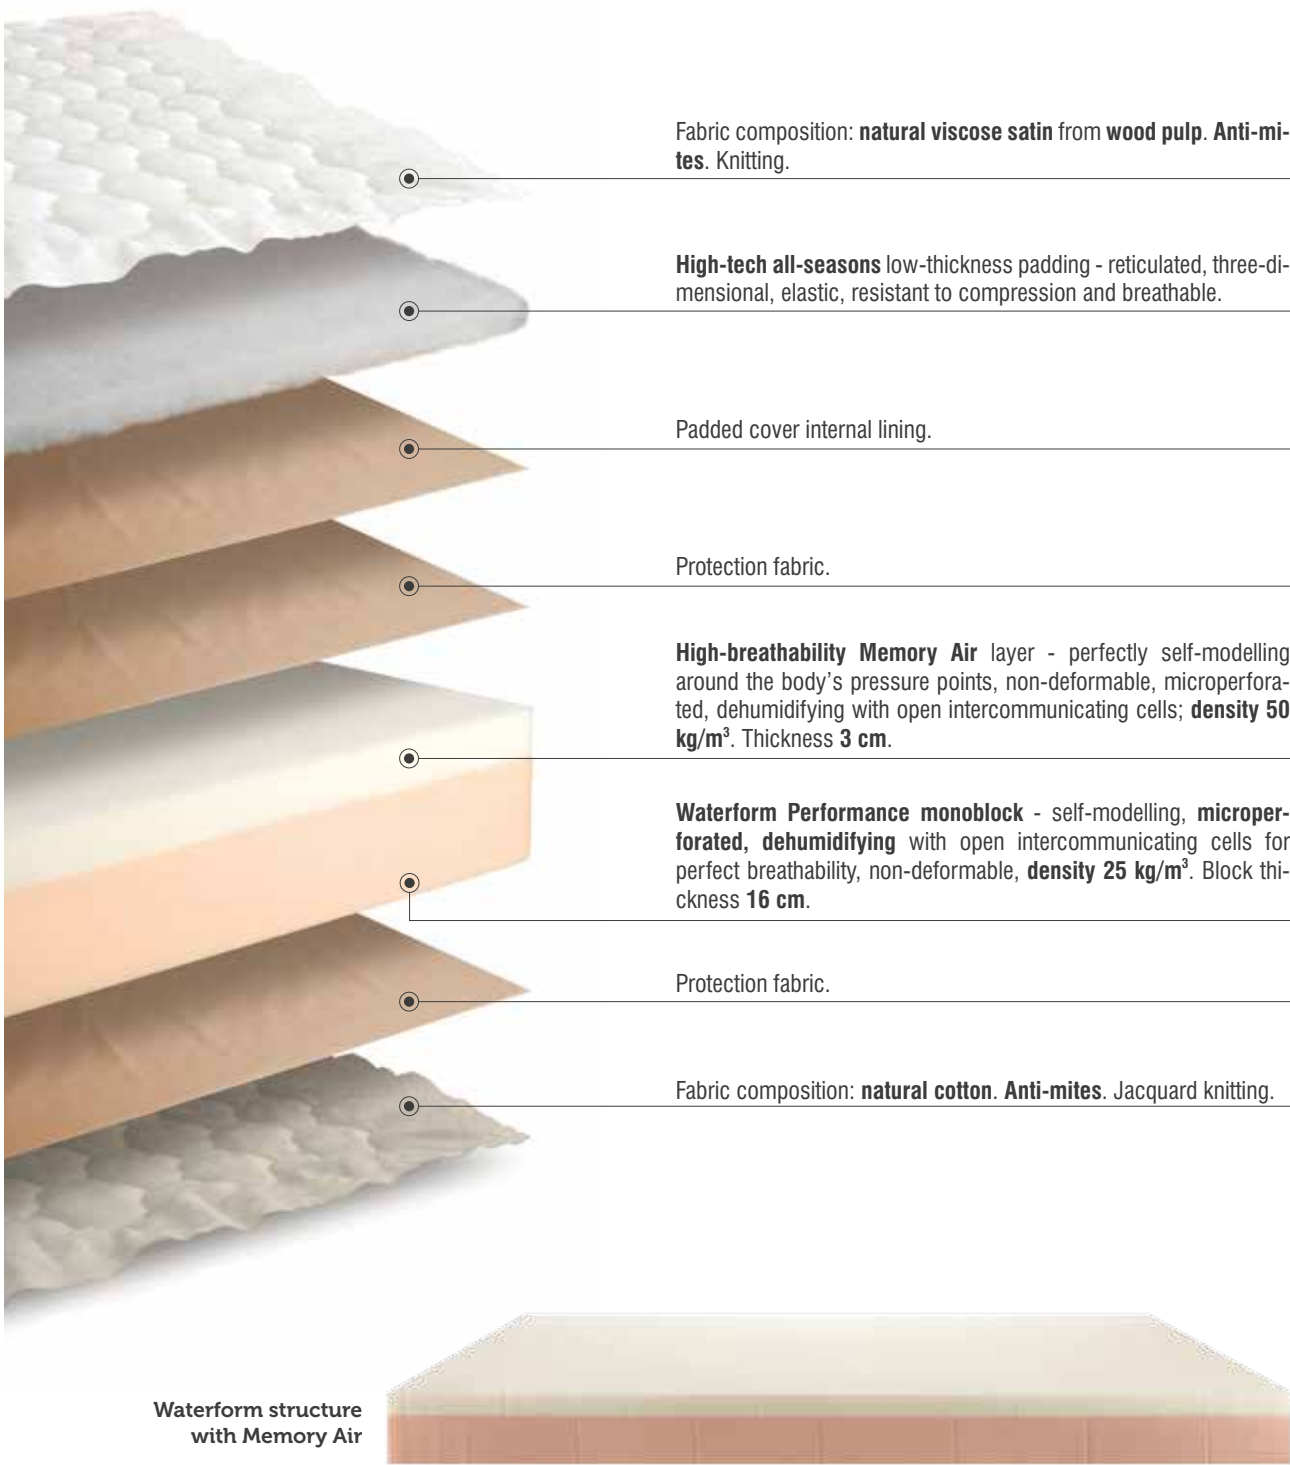 Fabric composition: natural viscose satin from wood pulp. Anti-mi-
tes. Knitting.
High-tech all-seasons low-thickness padding - reticulated, three-di-
mensional, elastic, resistant to compression and breathable.
Padded cover internal lining.
Protection fabric.
High-breathability Memory Air layer - perfectly self-modelling
around the body's pressure points, non-deformable, microperfora-
ted, dehumidifying with open intercommunicating cells; density 50
kg/m³. Thickness 3 cm.
Waterform Performance monoblock - self-modelling, microper-
forated, dehumidifying with open intercommunicating cells for
perfect breathability, non-deformable, density 25 kg/m³. Block thi-
ckness 16 cm.
Protection fabric.
Fabric composition: natural cotton. Anti-mites. Jacquard knitting.
Waterform structure
with Memory Air